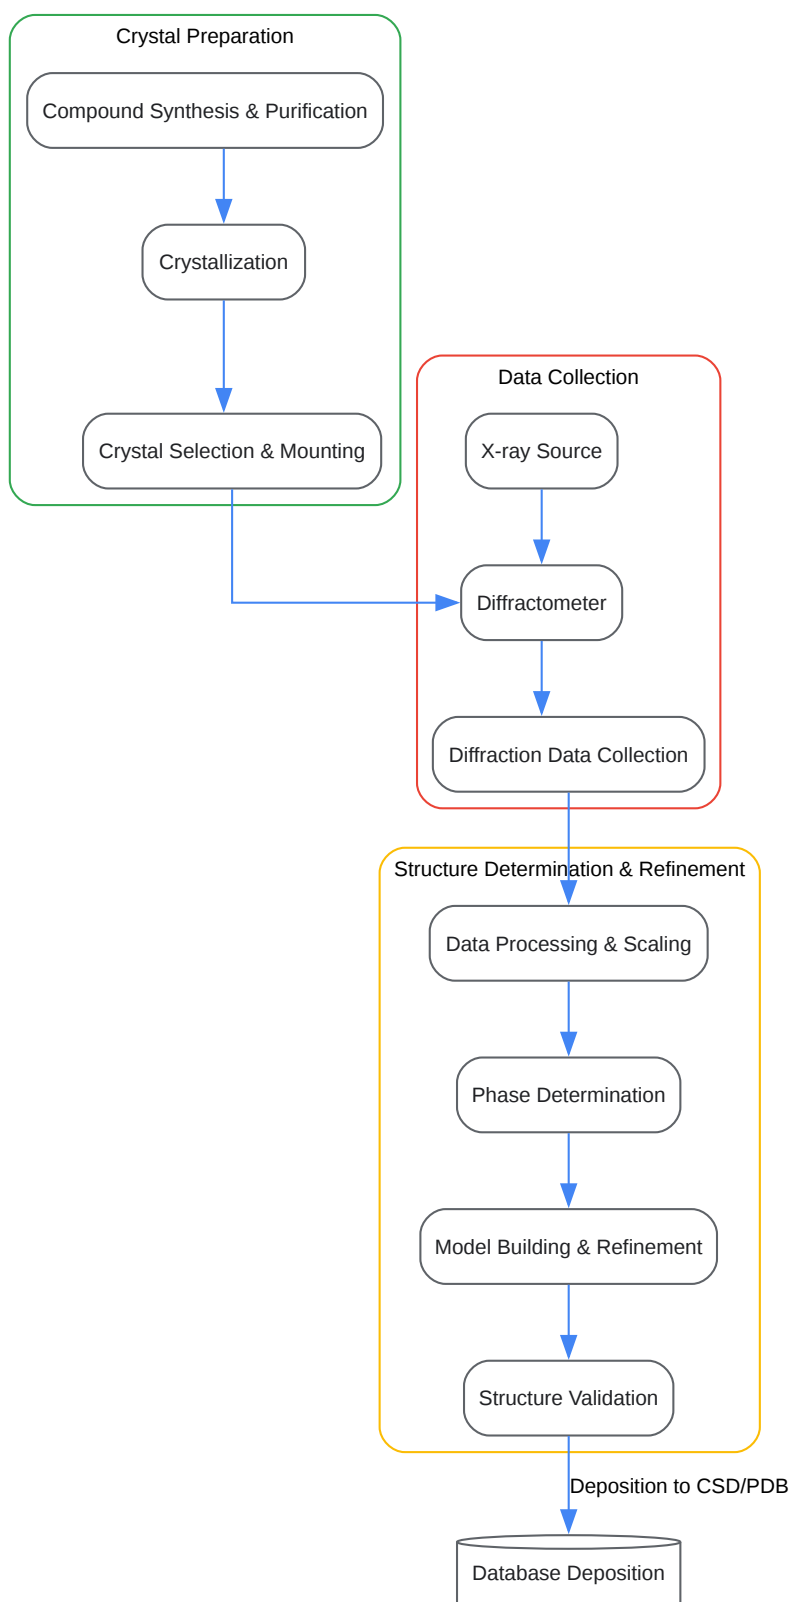 Crystal Preparation
Compound Synthesis & Purification
Crystallization
Crystal Selection & Mounting
Data Collection
X-ray Source
Diffractometer
Diffraction Data Collection
Structure Determination & Refinement
Data Processing & Scaling
Phase Determination
Model Building & Refinement
Structure Validation
Deposition to CSD/PDB
Database Deposition